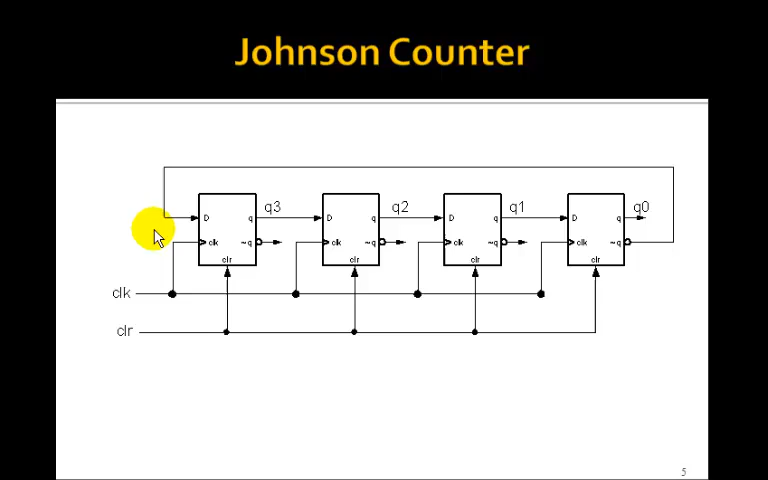 Johnson Counter
q3 q2 q1 q0
D q D q D q D q
clk ~q clk ~q clk ~q clk ~q
clr clr clr clr
clk
clr
5